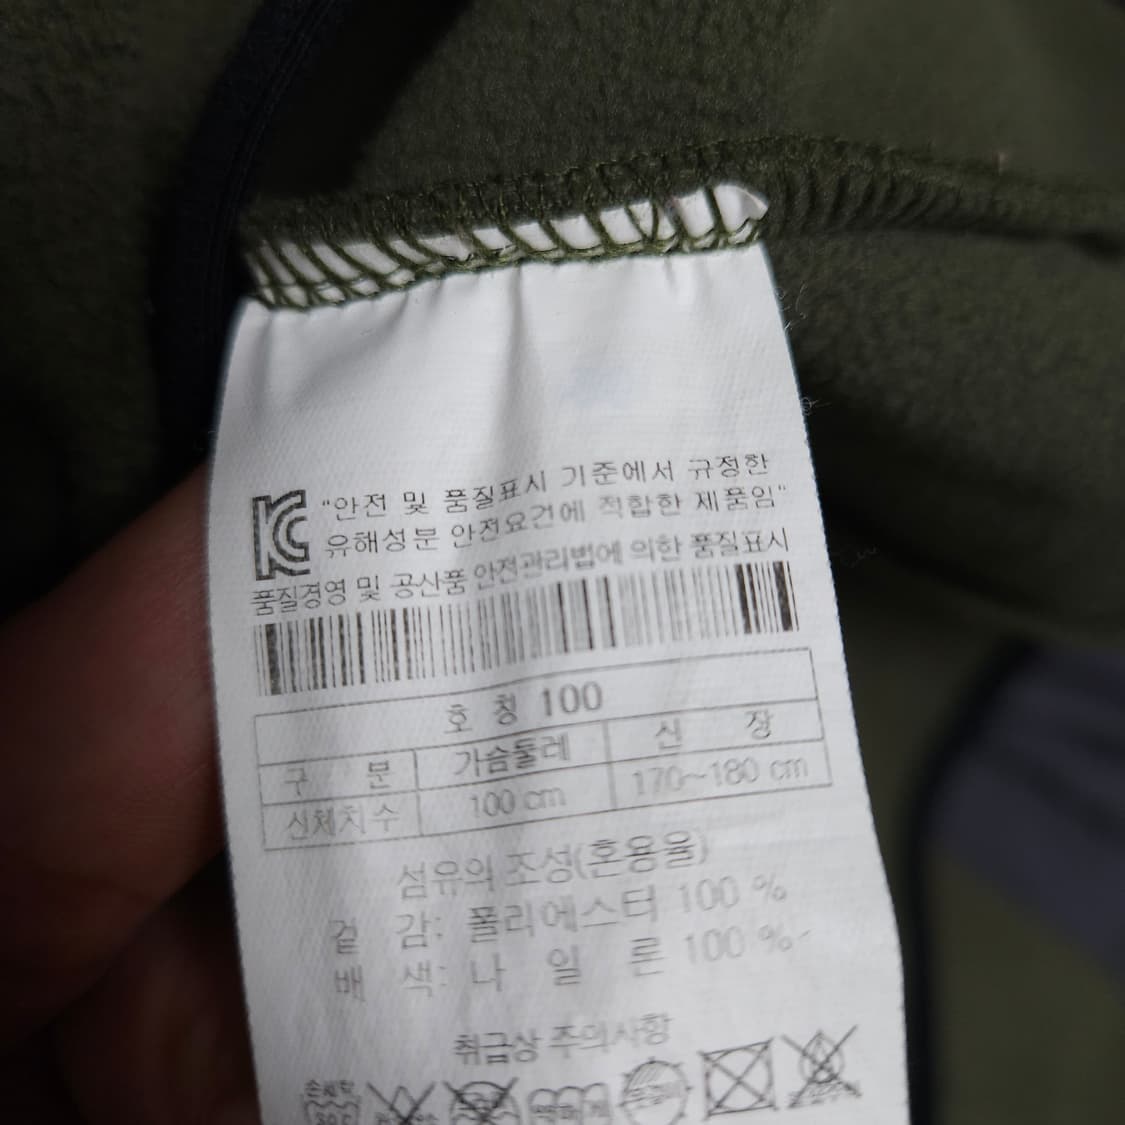 KC "안전 및 품질표시 기준에서 규정한
유해성분 안전요건에 적합한 제품임"
품질경영 및 공산품 안전관리법에 의한 품질표시
호 칭 100
구 분 가슴둘레 신 장
신체치수 100 cm 170~180 cm
섬유의 조성(혼용율)
겉 감: 폴리에스터 100 %
배 색: 나 일 론 100 %
취급상 주의사항
손세탁